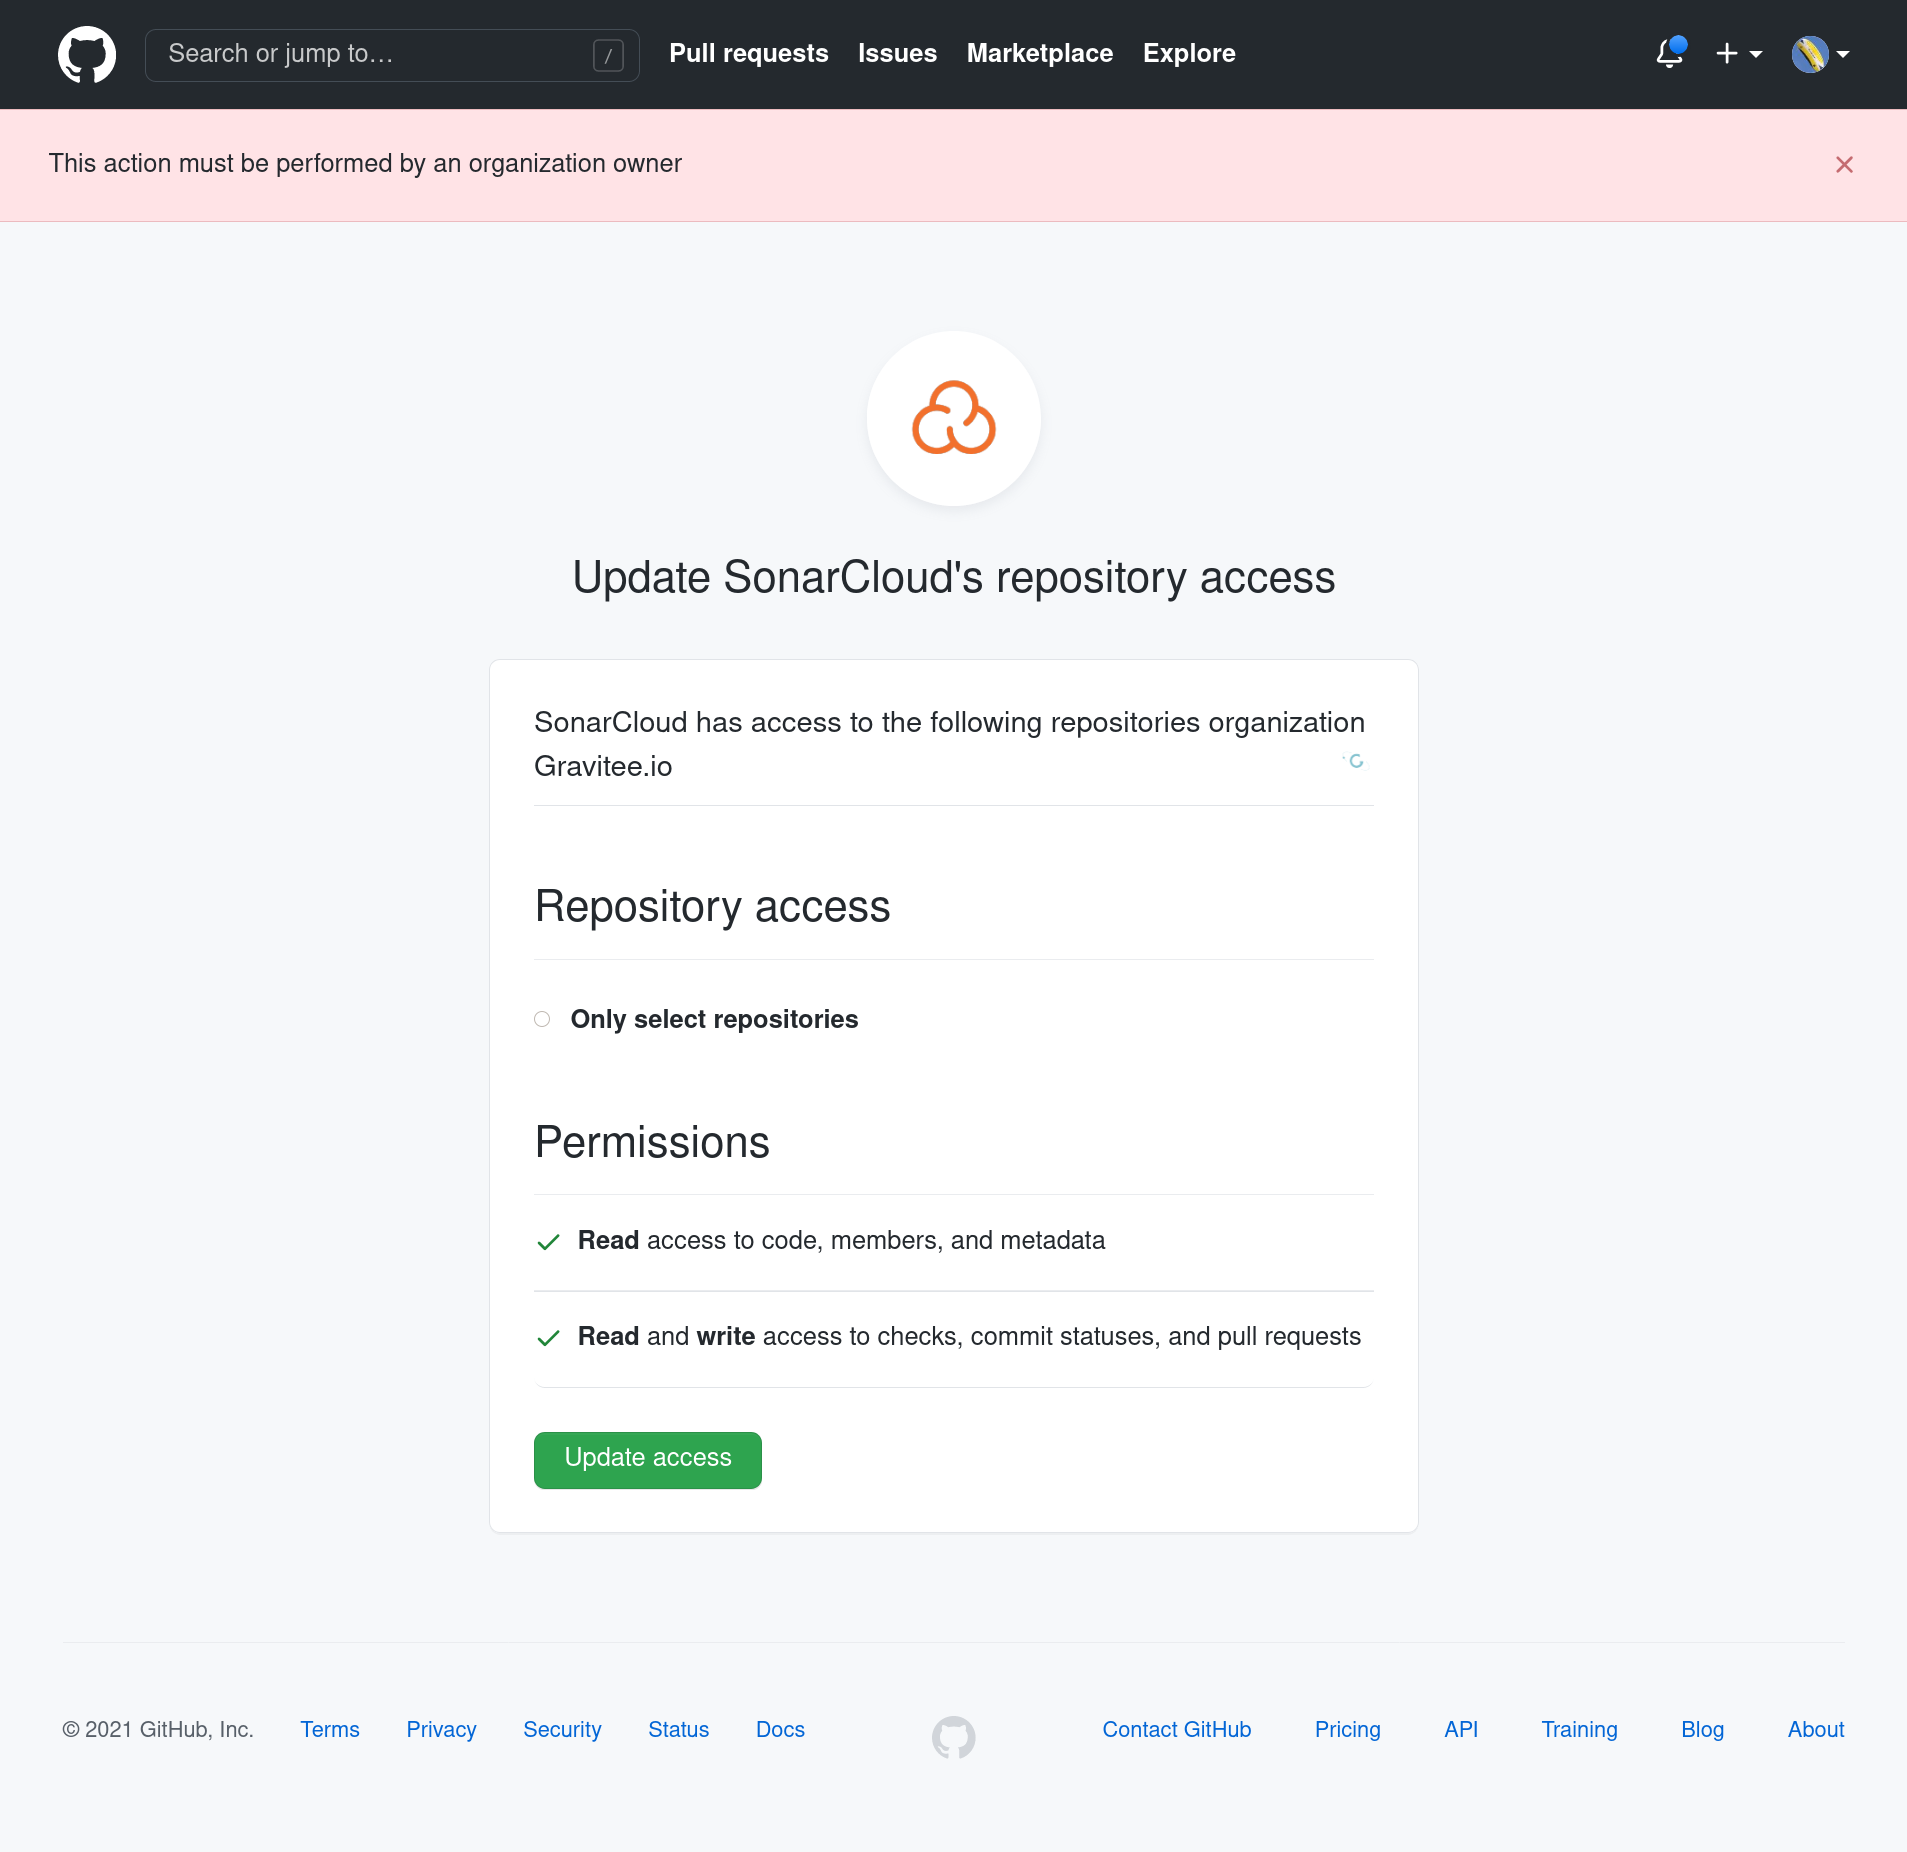 Search or jump to…
/
Pull requests
Issues
Marketplace
Explore
This action must be performed by an organization owner
Update SonarCloud's repository access
SonarCloud has access to the following repositories organization
Gravitee.io
Repository access
Only select repositories
Permissions
Read access to code, members, and metadata
Read and write access to checks, commit statuses, and pull requests
Update access
© 2021 GitHub, Inc.
Terms
Privacy
Security
Status
Docs
Contact GitHub
Pricing
API
Training
Blog
About